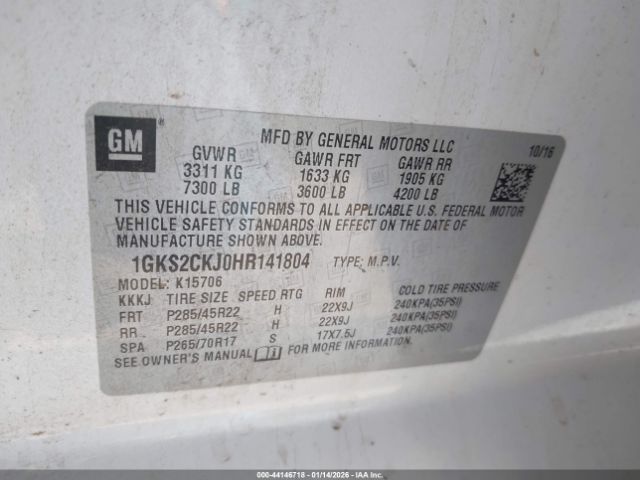 GM ®
MFD BY GENERAL MOTORS LLC 10/16
GVWR GAWR FRT GAWR RR
3311 KG 1633 KG 1905 KG
7300 LB 3600 LB 4200 LB
THIS VEHICLE CONFORMS TO ALL APPLICABLE U.S. FEDERAL MOTOR
VEHICLE SAFETY STANDARDS IN EFFECT ON THE DATE OF
MANUFACTURE SHOWN ABOVE.
1GKS2CKJ0HR141804 TYPE: M.P.V.
MODEL: K15706
KKKJ TIRE SIZE SPEED RTG RIM COLD TIRE PRESSURE
FRT P285/45R22 H 22X9J 240KPA(35PSI)
RR P285/45R22 H 22X9J 240KPA(35PSI)
SPA P265/70R17 S 17X7.5J 240KPA(35PSI)
SEE OWNER'S MANUAL FOR MORE INFORMATION.
000-44146718 - 01/14/2026 - IAAI.COM